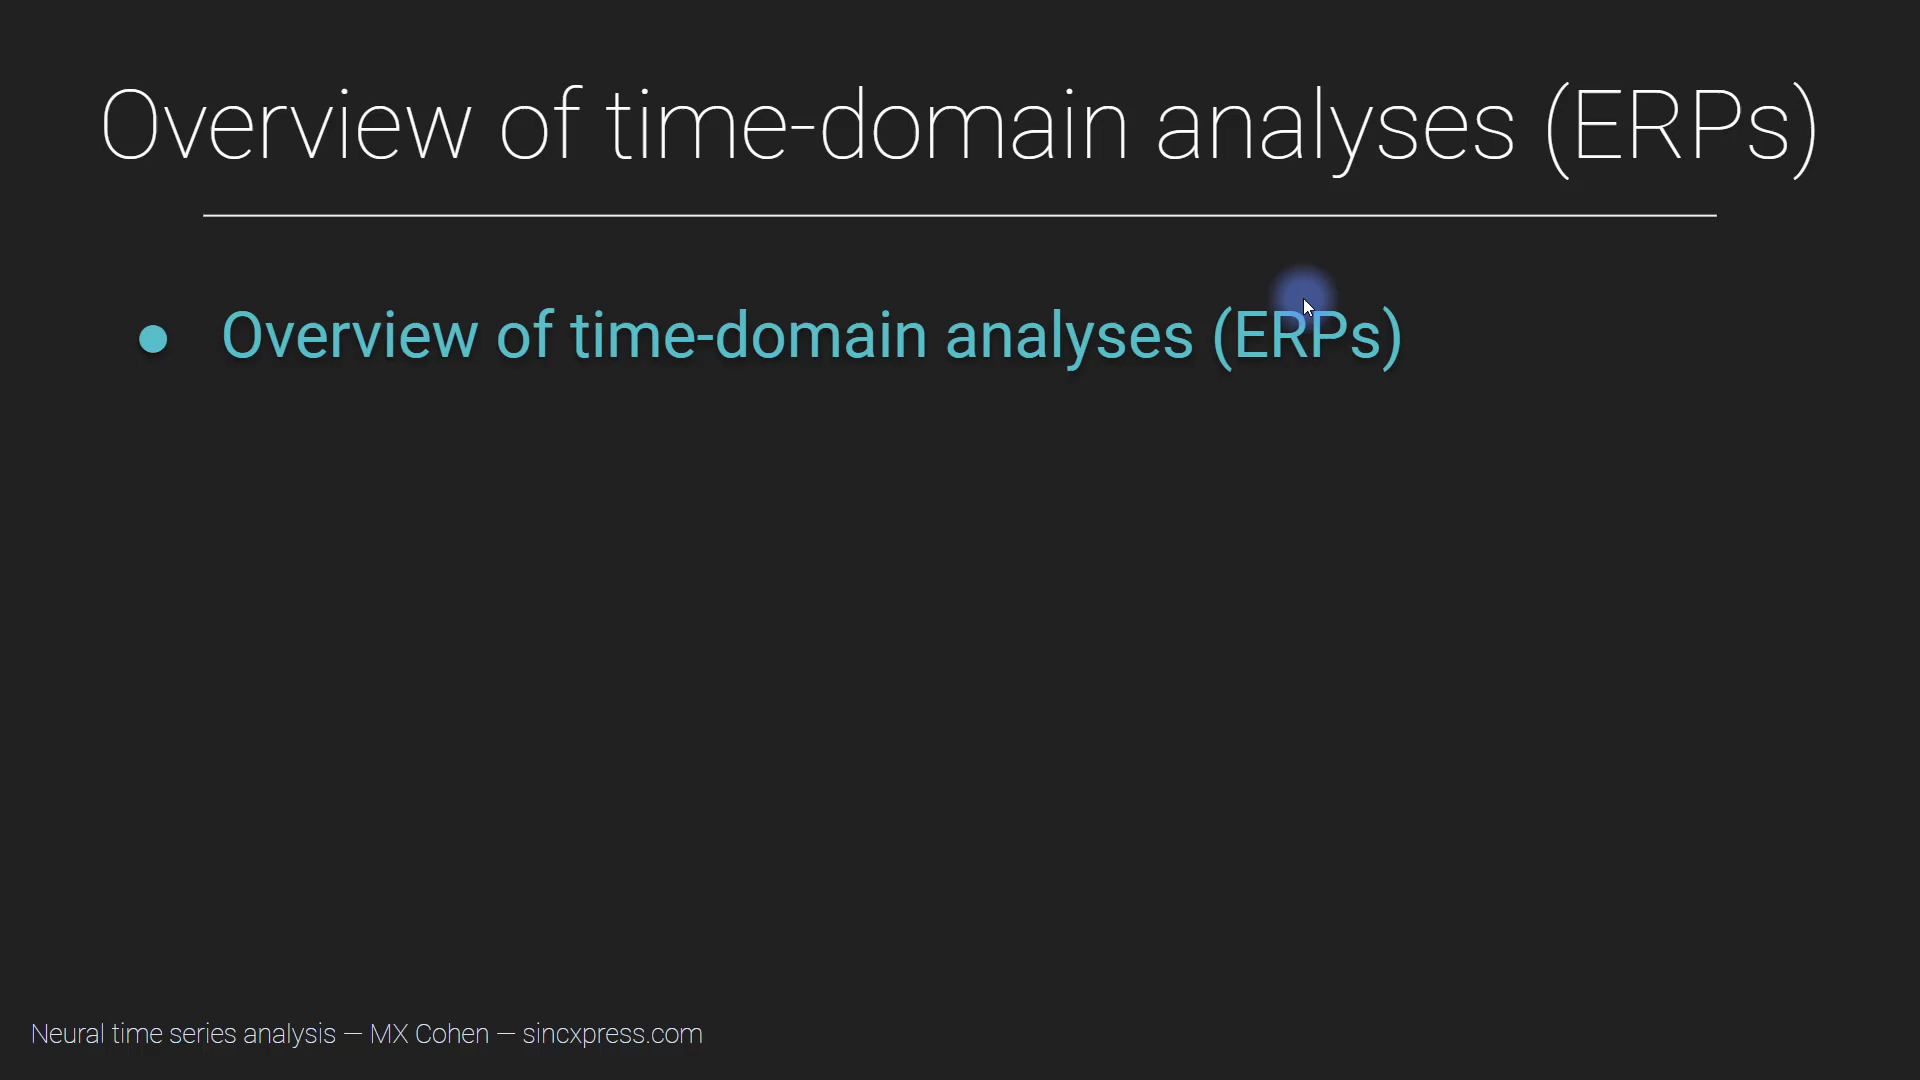 Overview of time-domain analyses (ERPs)
● Overview of time-domain analyses (ERPs)
Neural time series analysis — MX Cohen — sincxpress.com